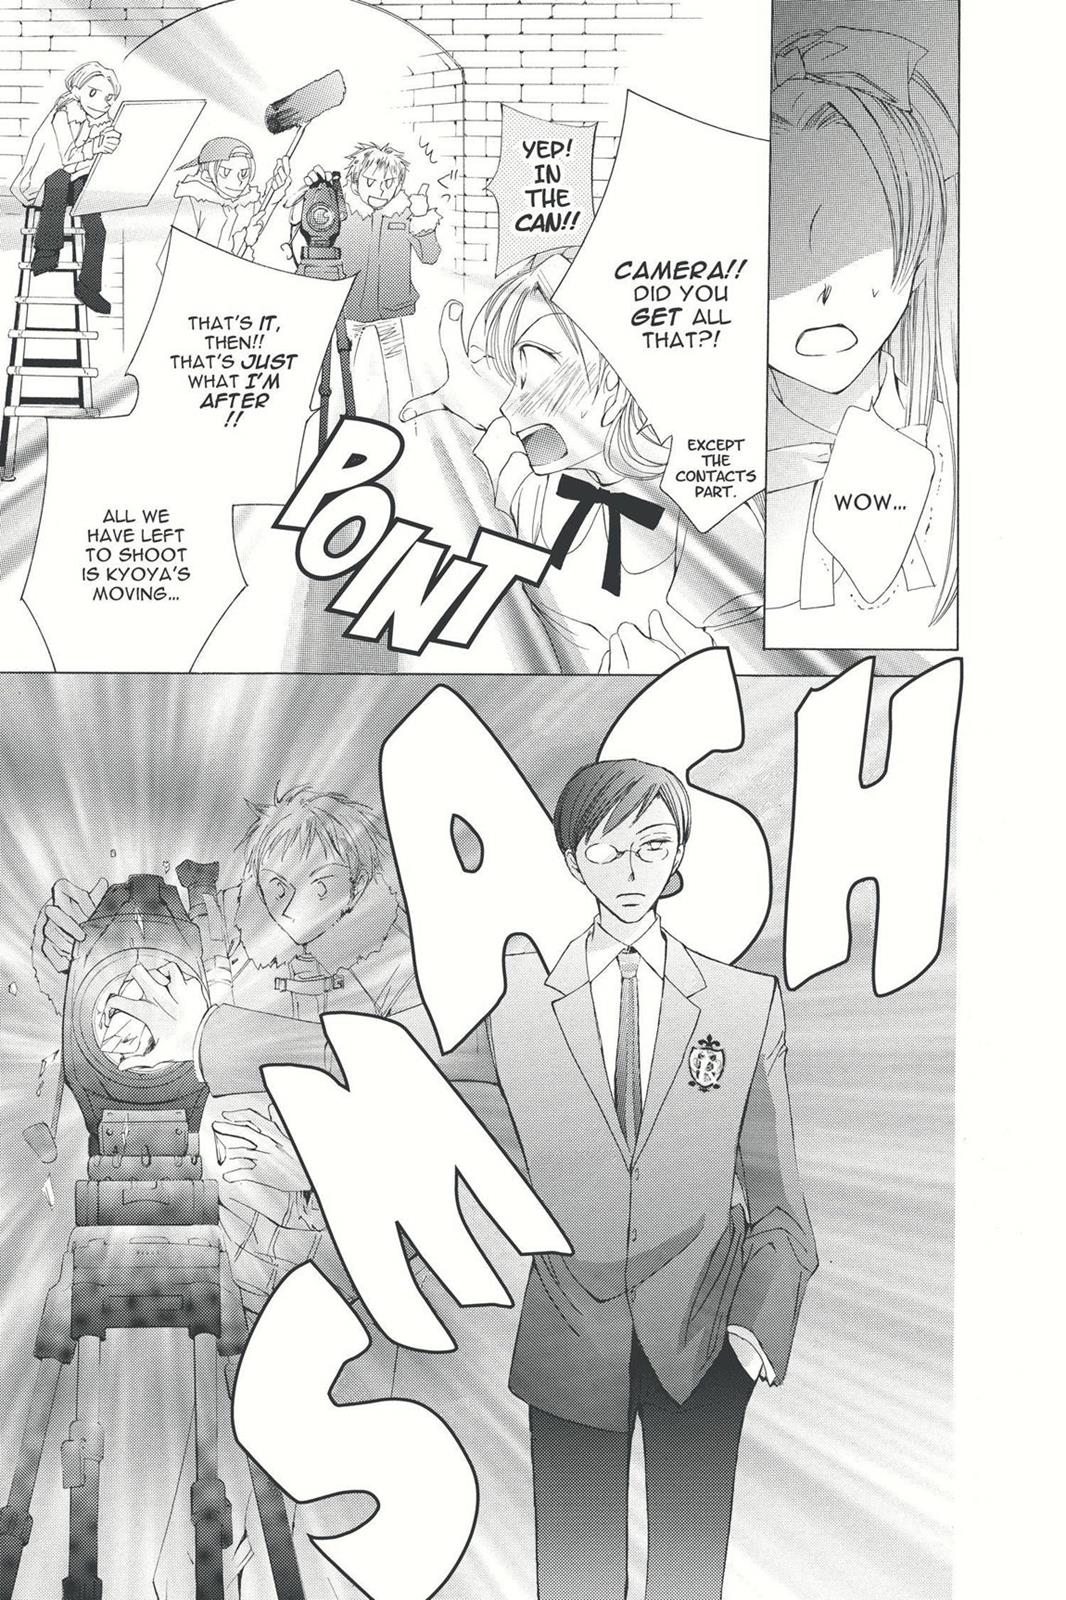 WOW...
CAMERA!!
DID YOU
GET ALL
THAT?!
EXCEPT
THE
CONTACTS
PART.
YEP!
IN
THE
CAN!!
THAT'S IT,
THEN!!
THAT'S JUST
WHAT I'M
AFTER
!!
POINT
ALL WE
HAVE LEFT
TO SHOOT
IS KYOYA'S
MOVING...
SMASH